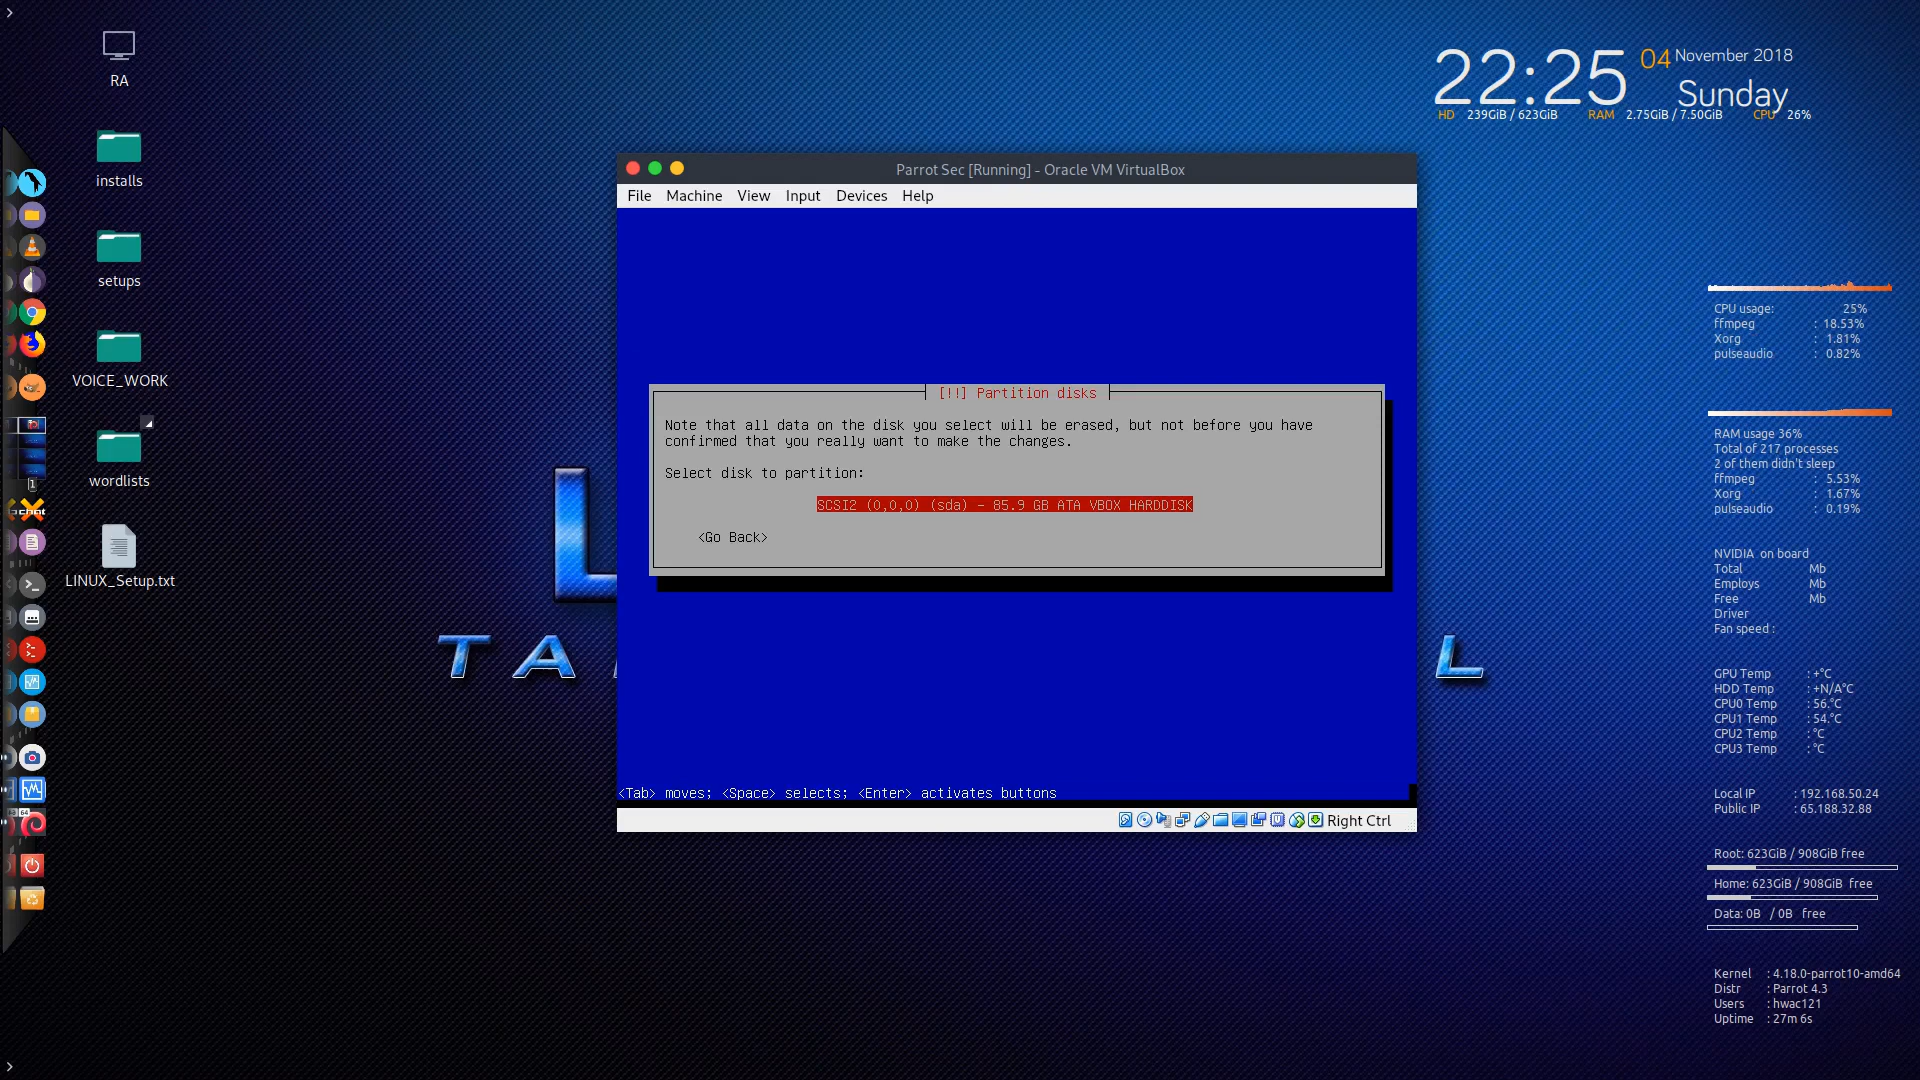 RA
installs
setups
VOICE_WORK
wordlists
LINUX_Setup.txt
1
22:25 04 November 2018
Sunday
HD 239GiB / 623GiB RAM 2.75GiB / 7.50GiB CPU 26%
Parrot Sec [Running] - Oracle VM VirtualBox
File Machine View Input Devices Help
[!!] Partition disks
Note that all data on the disk you select will be erased, but not before you have
confirmed that you really want to make the changes.
Select disk to partition:
SCSI2 (0,0,0) (sda) - 85.9 GB ATA VBOX HARDDISK
<Go Back>
<Tab> moves; <Space> selects; <Enter> activates buttons
Right Ctrl
L
T A L
CPU usage: 25%
ffmpeg : 18.53%
Xorg : 1.81%
pulseaudio : 0.82%
RAM usage 36%
Total of 217 processes
2 of them didn't sleep
ffmpeg : 5.53%
Xorg : 1.67%
pulseaudio : 0.19%
NVIDIA on board
Total Mb
Employs Mb
Free Mb
Driver
Fan speed :
GPU Temp : +°C
HDD Temp : +N/A°C
CPU0 Temp : 56.°C
CPU1 Temp : 54.°C
CPU2 Temp : °C
CPU3 Temp : °C
Local IP : 192.168.50.24
Public IP : 65.188.32.88
Root: 623GiB / 908GiB free
Home: 623GiB / 908GiB free
Data: 0B / 0B free
Kernel : 4.18.0-parrot10-amd64
Distr : Parrot 4.3
Users : hwac121
Uptime : 27m 6s